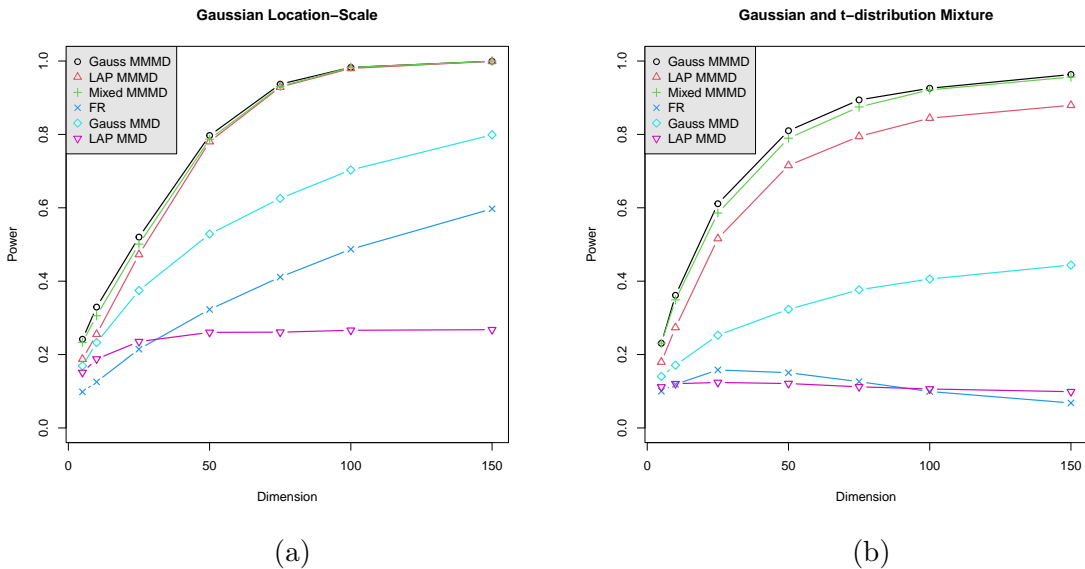 Gaussian Location−Scale
Gauss MMMD
LAP MMMD
Mixed MMMD
FR
Gauss MMD
LAP MMD
Power
0.0
0.2
0.4
0.6
0.8
1.0
0
50
100
150
Dimension
(a)
Gaussian and t−distribution Mixture
Gauss MMMD
LAP MMMD
Mixed MMMD
FR
Gauss MMD
LAP MMD
Power
0.0
0.2
0.4
0.6
0.8
1.0
0
50
100
150
Dimension
(b)